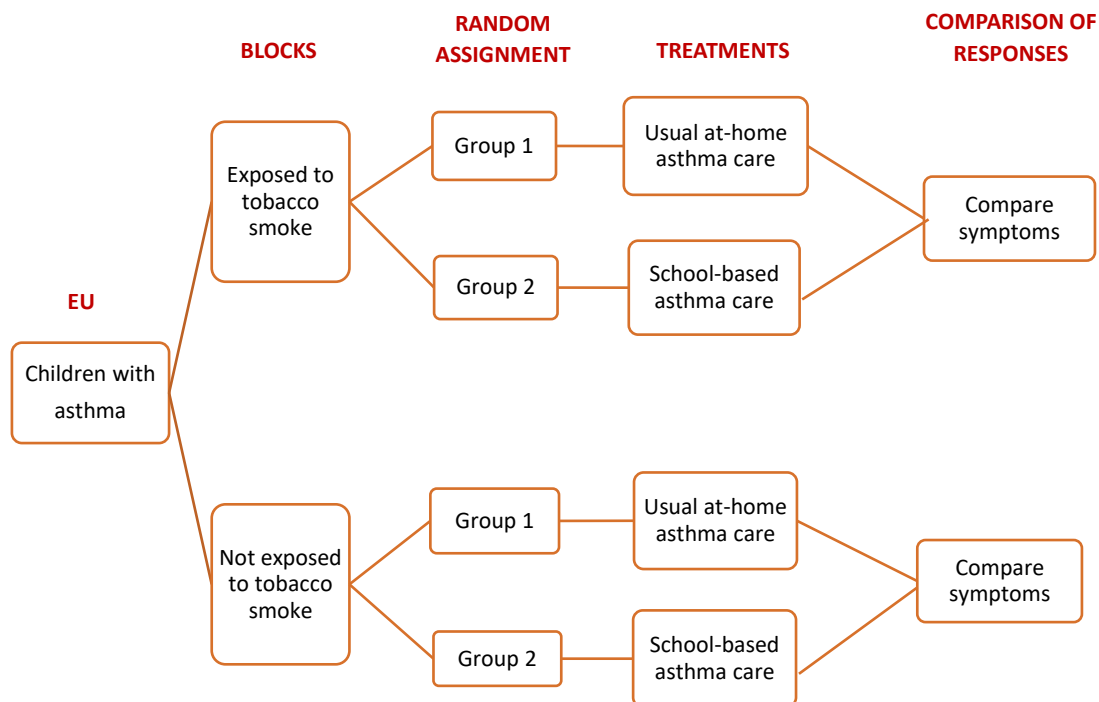 BLOCKS
RANDOM
ASSIGNMENT
TREATMENTS
COMPARISON OF
RESPONSES
EU
Children with
asthma
Exposed to
tobacco
smoke
Group 1
Usual at-home
asthma care
Group 2
School-based
asthma care
Compare
symptoms
Not exposed
to tobacco
smoke
Group 1
Usual at-home
asthma care
Group 2
School-based
asthma care
Compare
symptoms